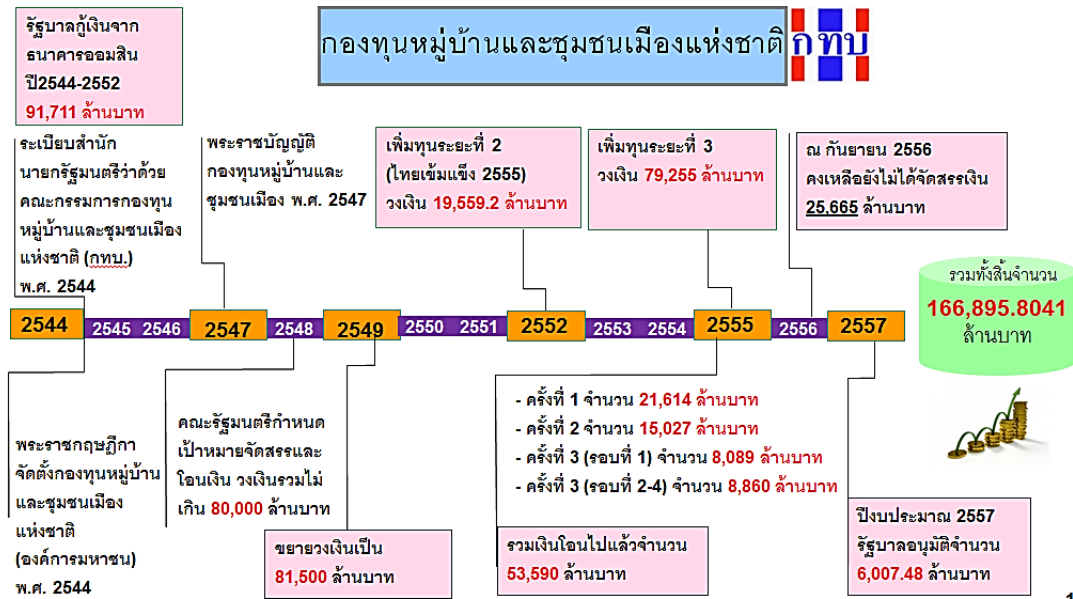 กองทุนหมู่บ้านและชุมชนเมืองแห่งชาติ
กทบ
รัฐบาลกู้เงินจาก
ธนาคารออมสิน
ปี2544-2552
91,711 ล้านบาท
ระเบียบสำนัก
นายกรัฐมนตรีว่าด้วย
คณะกรรมการกองทุน
หมู่บ้านและชุมชนเมือง
แห่งชาติ (กทบ.)
พ.ศ. 2544
พระราชบัญญัติ
กองทุนหมู่บ้านและ
ชุมชนเมือง พ.ศ. 2547
เพิ่มทุนระยะที่ 2
(ไทยเข้มแข็ง 2555)
วงเงิน 19,559.2 ล้านบาท
เพิ่มทุนระยะที่ 3
วงเงิน 79,255 ล้านบาท
ณ กันยายน 2556
คงเหลือยังไม่ได้จัดสรรเงิน
25,665 ล้านบาท
รวมทั้งสิ้นจำนวน
166,895.8041
ล้านบาท
2544 2545 2546 2547 2548 2549 2550 2551 2552 2553 2554 2555 2556 2557
พระราชกฤษฎีกา
จัดตั้งกองทุนหมู่บ้าน
และชุมชนเมือง
แห่งชาติ
(องค์การมหาชน)
พ.ศ. 2544
คณะรัฐมนตรีกำหนด
เป้าหมายจัดสรรและ
โอนเงิน วงเงินรวมไม่
เกิน 80,000 ล้านบาท
ขยายวงเงินเป็น
81,500 ล้านบาท
- ครั้งที่ 1 จำนวน 21,614 ล้านบาท
- ครั้งที่ 2 จำนวน 15,027 ล้านบาท
- ครั้งที่ 3 (รอบที่ 1) จำนวน 8,089 ล้านบาท
- ครั้งที่ 3 (รอบที่ 2-4) จำนวน 8,860 ล้านบาท
รวมเงินโอนไปแล้วจำนวน
53,590 ล้านบาท
ปีงบประมาณ 2557
รัฐบาลอนุมัติจำนวน
6,007.48 ล้านบาท
1